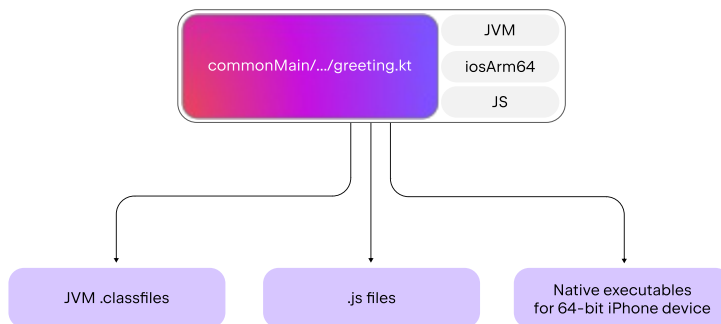 commonMain/.../greeting.kt
JVM
iosArm64
JS
JVM .classfiles
.js files
Native executables
for 64-bit iPhone device